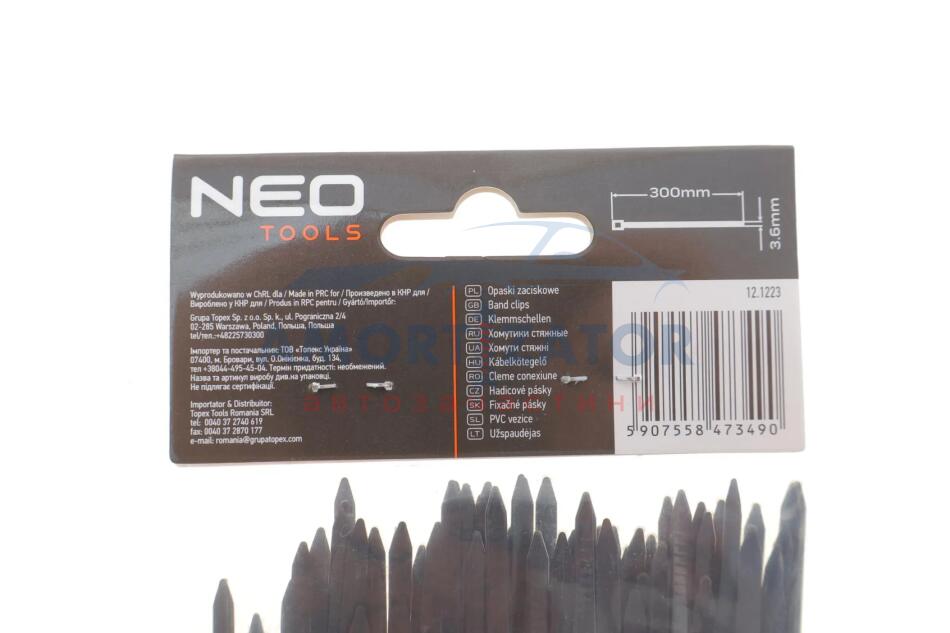 NEO
TOOLS
300mm
3.6mm
Wyprodukowano w ChRL dla / Made in PRC for / Произведено в КНР для /
Вироблено у КНР для / Produs in RPC pentru / Gyártó/Importőr:
Grupa Topex Sp. z o.o. Sp. k., ul. Pograniczna 2/4
02-285 Warszawa, Poland, Польша, Польша
tel/fax:+48225730300
Імпортер та постачальник: ТОВ «Топекс Україна»
07400, м. Бровари, вул. О.Онікієнка, буд. 134,
тел +38044-495-45-04. Термін придатності: необмежений.
Назва та артикул виробу див.на упаковці.
Не підлягає сертифікації.
Importator & Distribuitor:
Topex Tools Romania SRL
tel: 0040 37 2740 619
fax: 0040 37 2870 177
e-mail: romania@grupatopex.com
PL Opaski zaciskowe
GB Band clips
DE Klemmschellen
RU Хомутики стяжные
UA Хомути стяжні
HU Kábelkötegelő
RO Cleme conexiune
CZ Hadicové pásky
SK Fixačné pásky
SL PVC vezice
LT Užspaudėjas
12.1223
5 907558 473490